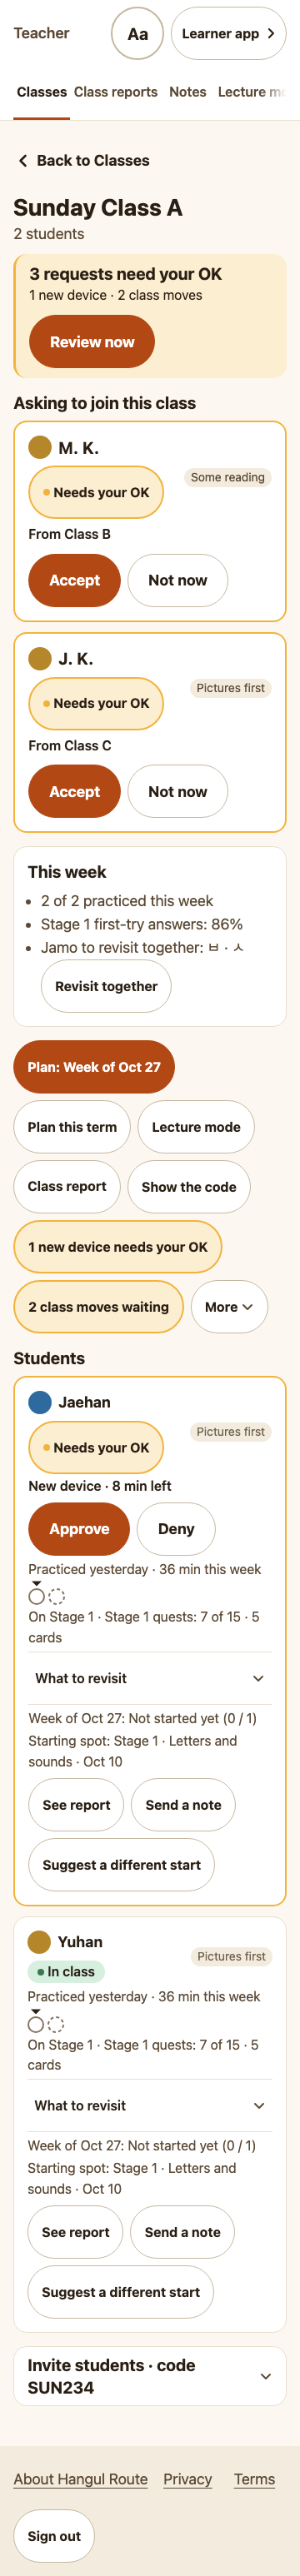 Teacher
Aa
Learner app
Classes Class reports Notes Lecture
Back to Classes
Sunday Class A
2 students
3 requests need your OK
1 new device · 2 class moves
Review now
Asking to join this class
M. K.
Needs your OK
Some reading
From Class B
Accept
Not now
J. K.
Needs your OK
Pictures first
From Class C
Accept
Not now
This week
• 2 of 2 practiced this week
• Stage 1 first-try answers: 86%
• Jamo to revisit together: ㅂ · ㅅ
Revisit together
Plan: Week of Oct 27
Plan this term
Lecture mode
Class report
Show the code
1 new device needs your OK
2 class moves waiting
More
Students
Jaehan
Needs your OK
Pictures first
New device · 8 min left
Approve
Deny
Practiced yesterday · 36 min this week
On Stage 1 · Stage 1 quests: 7 of 15 · 5
cards
What to revisit
Week of Oct 27: Not started yet (0 / 1)
Starting spot: Stage 1 · Letters and
sounds · Oct 10
See report
Send a note
Suggest a different start
Yuhan
Pictures first
In class
Practiced yesterday · 36 min this week
On Stage 1 · Stage 1 quests: 7 of 15 · 5
cards
What to revisit
Week of Oct 27: Not started yet (0 / 1)
Starting spot: Stage 1 · Letters and
sounds · Oct 10
See report
Send a note
Suggest a different start
Invite students · code
SUN234
About Hangul Route
Privacy
Terms
Sign out